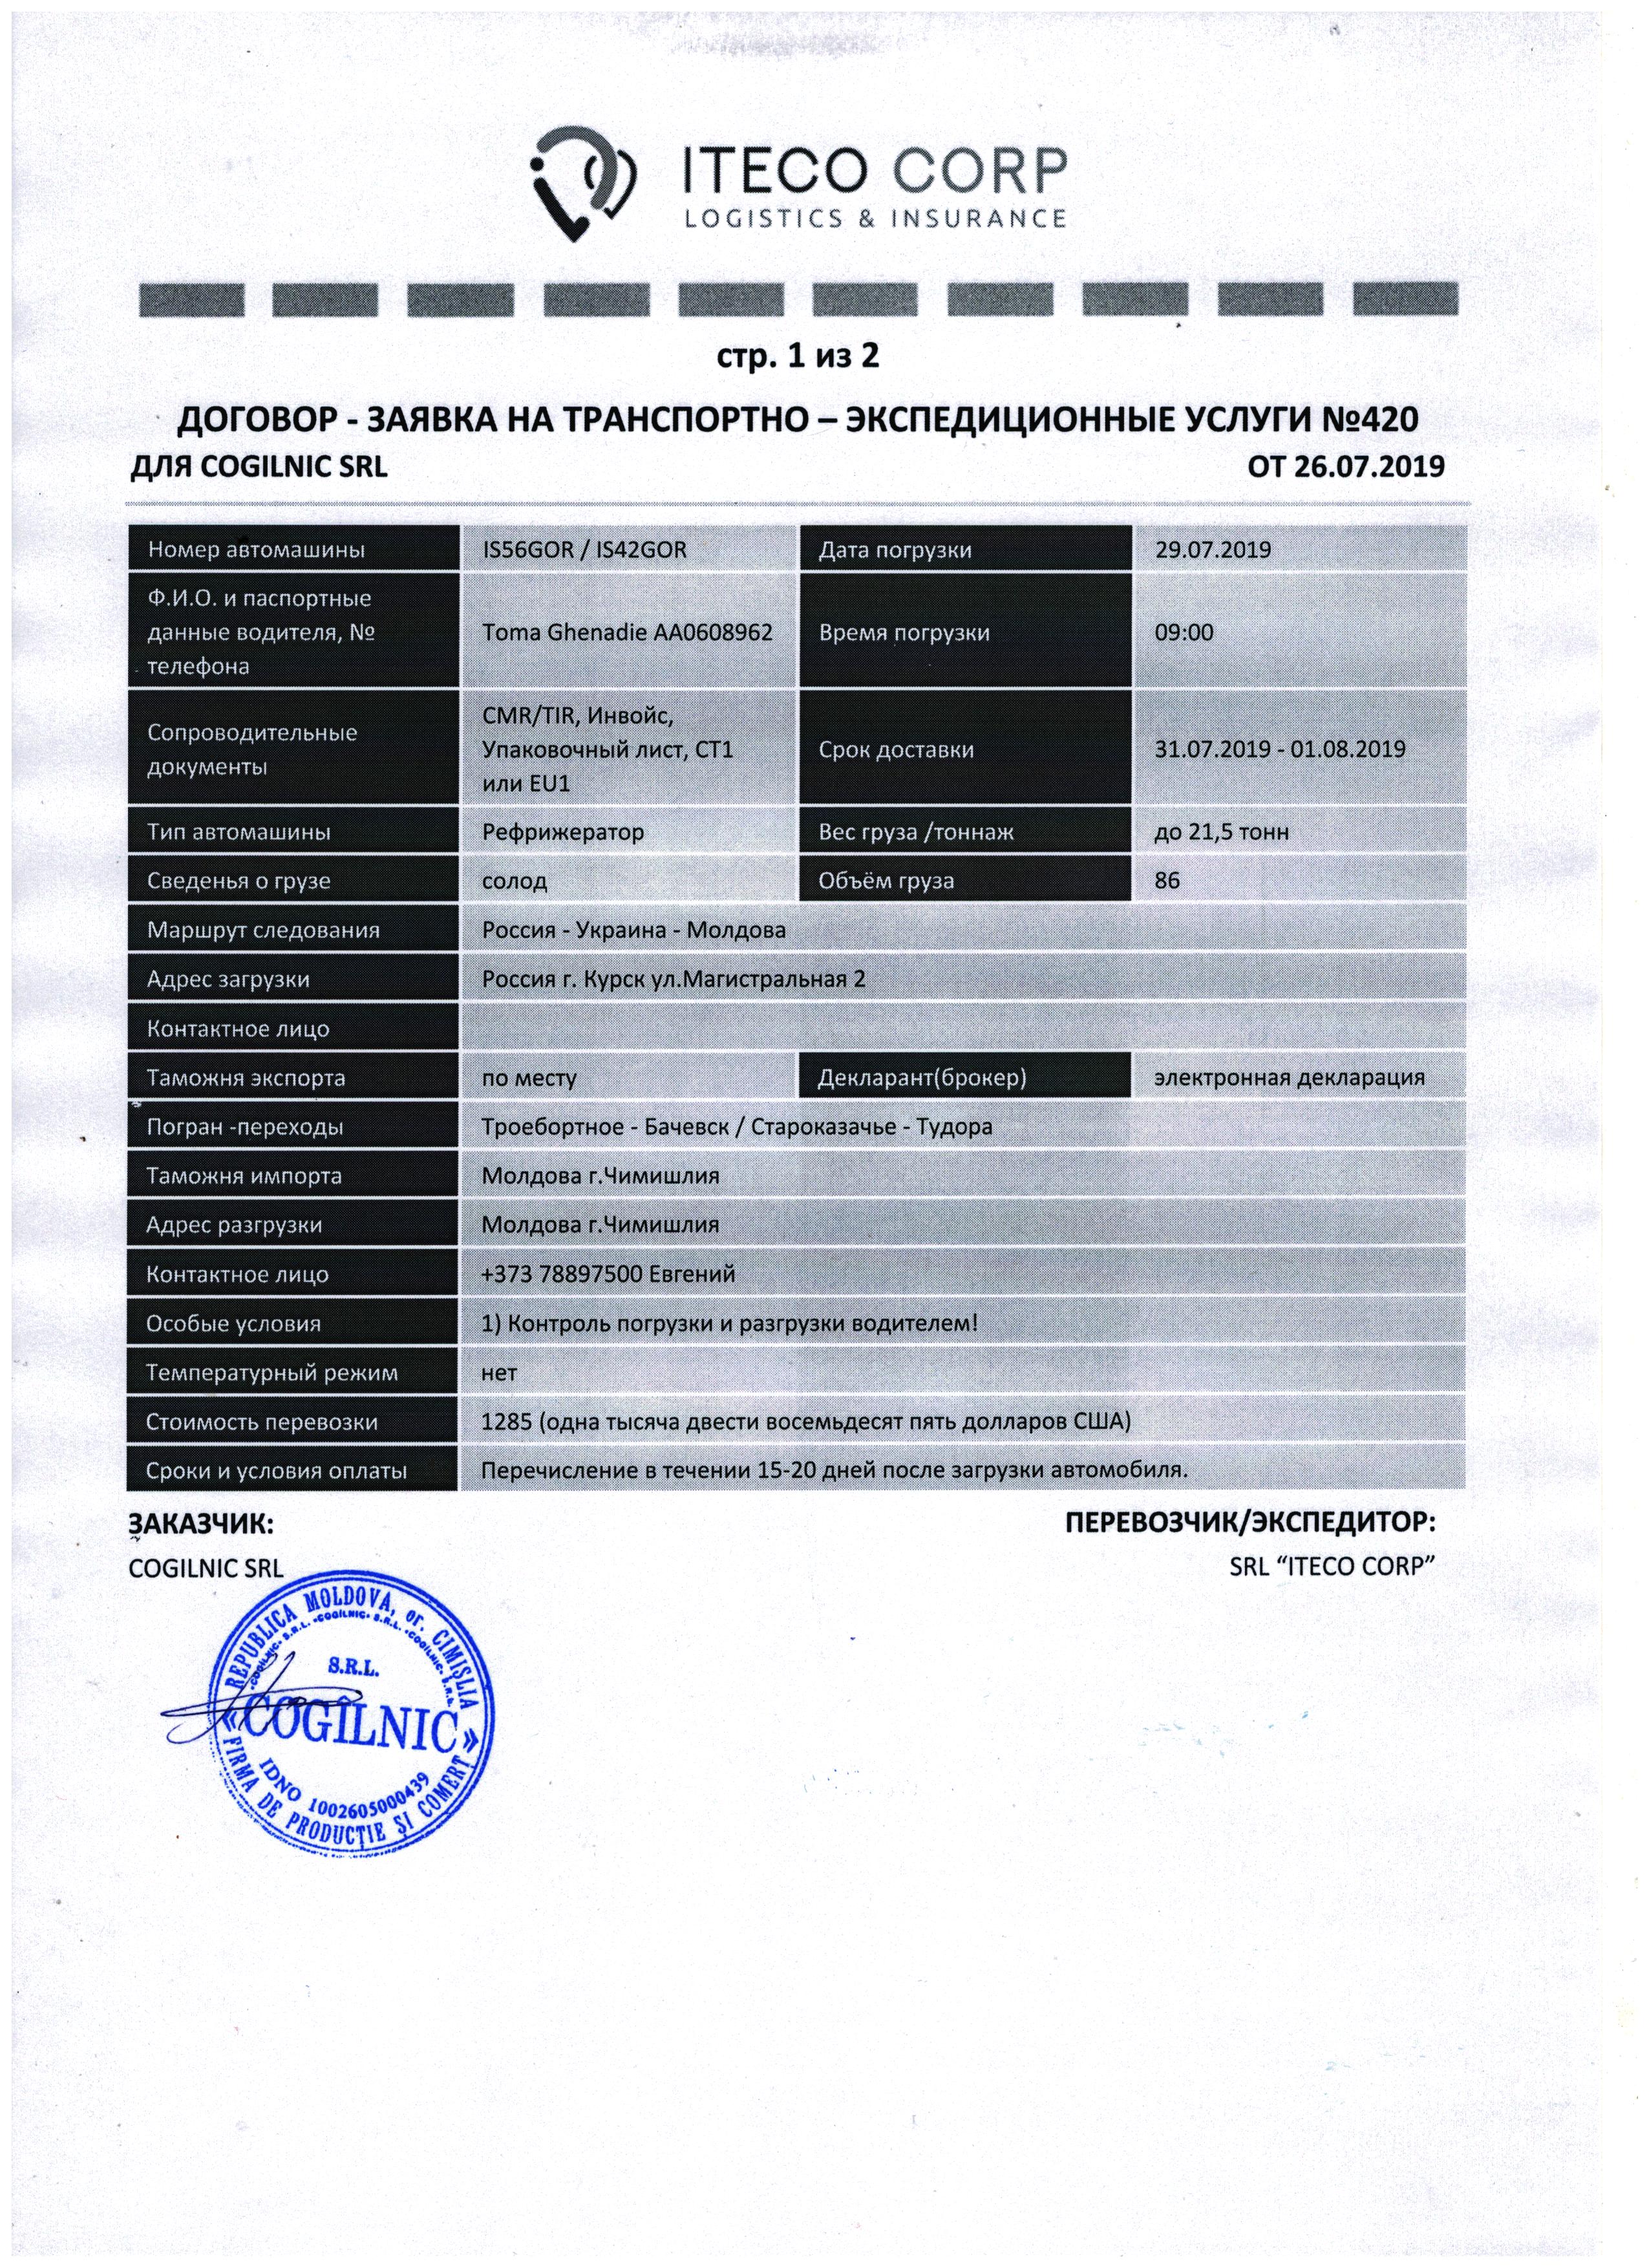 ITECO CORP
LOGISTICS & INSURANCE
стр. 1 из 2
ДОГОВОР - ЗАЯВКА НА ТРАНСПОРТНО – ЭКСПЕДИЦИОННЫЕ УСЛУГИ №420
ДЛЯ COGILNIC SRL ОТ 26.07.2019
Номер автомашины IS56GOR / IS42GOR Дата погрузки 29.07.2019
Ф.И.О. и паспортные
данные водителя, №
телефона
Toma Ghenadie AA0608962 Время погрузки 09:00
Сопроводительные
документы
CMR/TIR, Инвойс,
Упаковочный лист, СТ1
или EU1
Срок доставки 31.07.2019 - 01.08.2019
Тип автомашины Рефрижератор Вес груза /тоннаж до 21,5 тонн
Сведенья о грузе солод Объём груза 86
Маршрут следования Россия - Украина - Молдова
Адрес загрузки Россия г. Курск ул.Магистральная 2
Контактное лицо
Таможня экспорта по месту Декларант(брокер) электронная декларация
Погран -переходы Троебортное - Бачевск / Староказачье - Тудора
Таможня импорта Молдова г.Чимишлия
Адрес разгрузки Молдова г.Чимишлия
Контактное лицо +373 78897500 Евгений
Особые условия 1) Контроль погрузки и разгрузки водителем!
Температурный режим нет
Стоимость перевозки 1285 (одна тысяча двести восемьдесят пять долларов США)
Сроки и условия оплаты Перечисление в течении 15-20 дней после загрузки автомобиля.
ЗАКАЗЧИК: ПЕРЕВОЗЧИК/ЭКСПЕДИТОР:
COGILNIC SRL SRL “ITECO CORP”
REPUBLICA MOLDOVA, or. CIMISLIA
«COGÎLNIC» S.R.L. «COGÎLNIC» S.R.L. «COGÎLNIC» S.R.L.
S.R.L.
«COGÎLNIC»
IDNO 1002605000439
FIRMA DE PRODUCŢIE ŞI COMERŢ